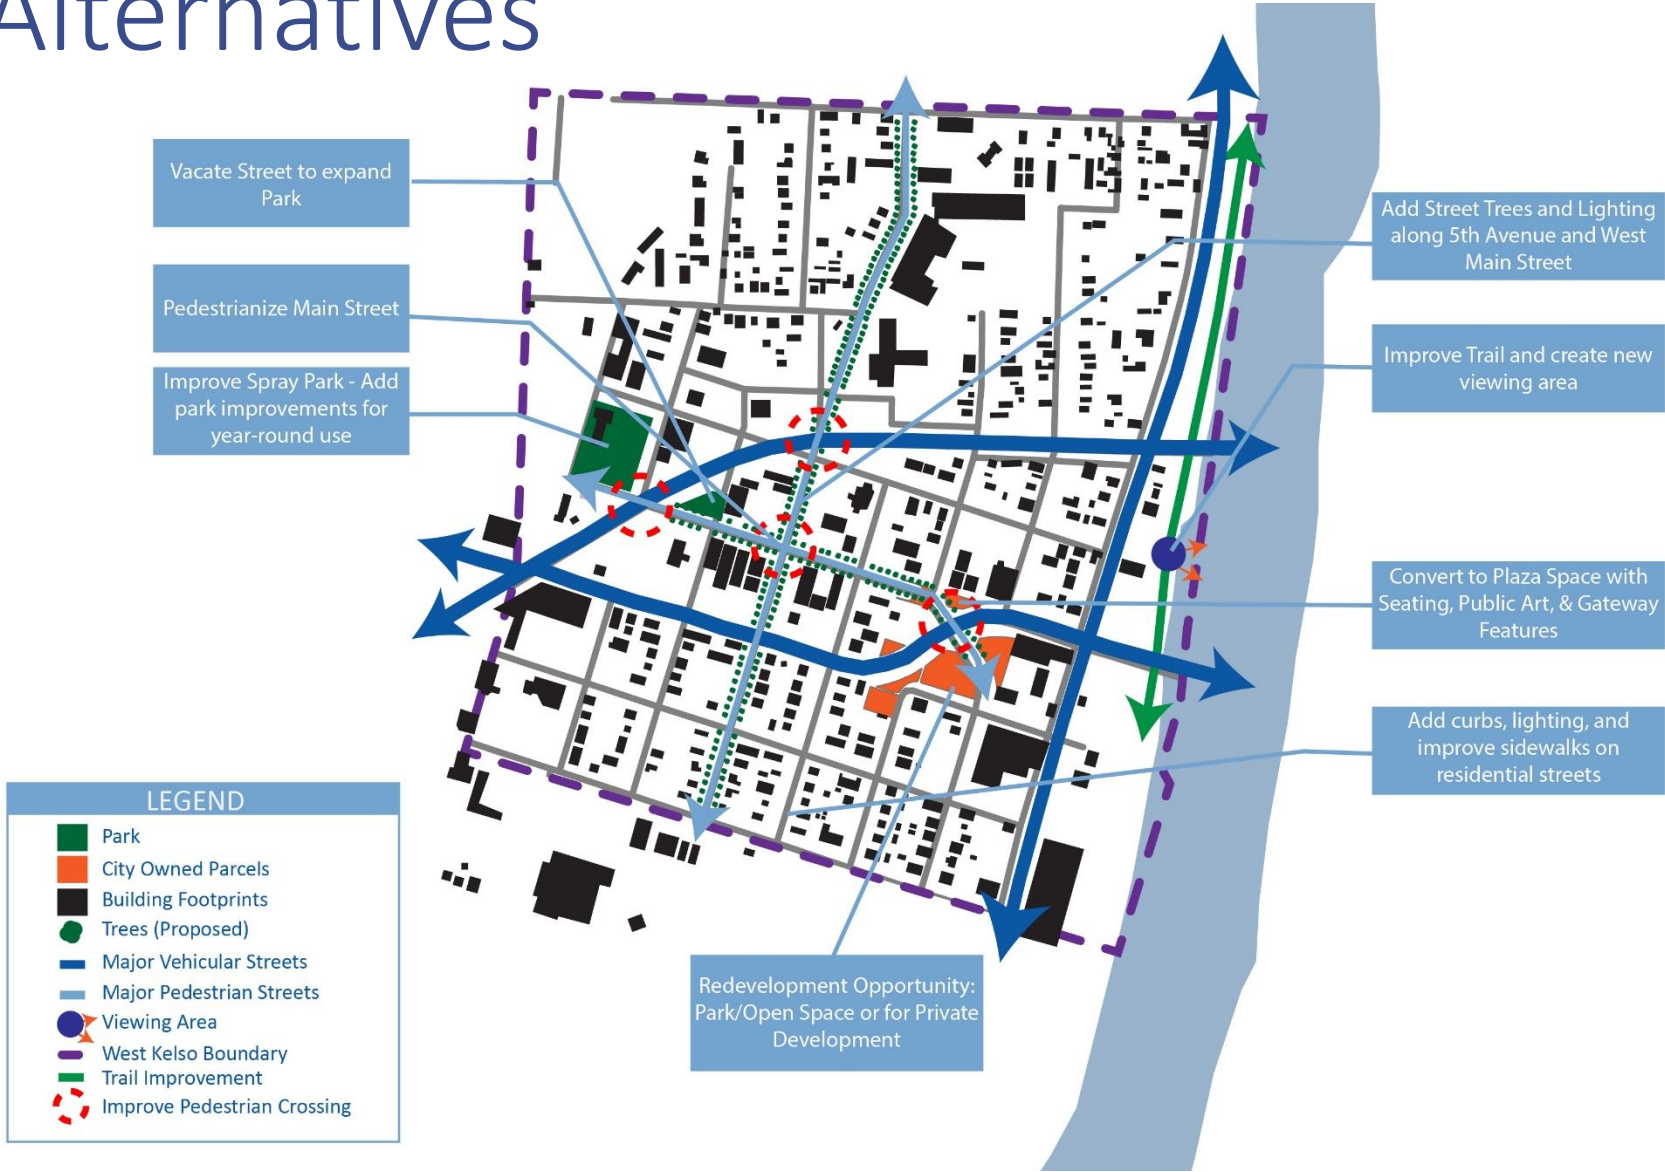 Alternatives
Vacate Street to expand
Park
Pedestrianize Main Street
Improve Spray Park - Add
park improvements for
year-round use
Add Street Trees and Lighting
along 5th Avenue and West
Main Street
Improve Trail and create new
viewing area
Convert to Plaza Space with
Seating, Public Art, & Gateway
Features
Add curbs, lighting, and
improve sidewalks on
residential streets
Redevelopment Opportunity:
Park/Open Space or for Private
Development
LEGEND
Park
City Owned Parcels
Building Footprints
Trees (Proposed)
Major Vehicular Streets
Major Pedestrian Streets
Viewing Area
West Kelso Boundary
Trail Improvement
Improve Pedestrian Crossing